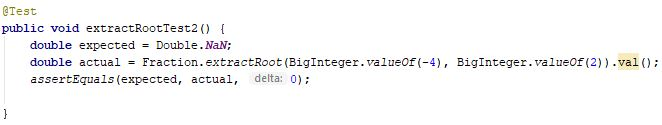 @Test
public void extractRootTest2() {
double expected = Double.NaN;
double actual = Fraction.extractRoot(BigInteger.valueOf(-4), BigInteger.valueOf(2)).val();
assertEquals(expected, actual, delta: 0);
}